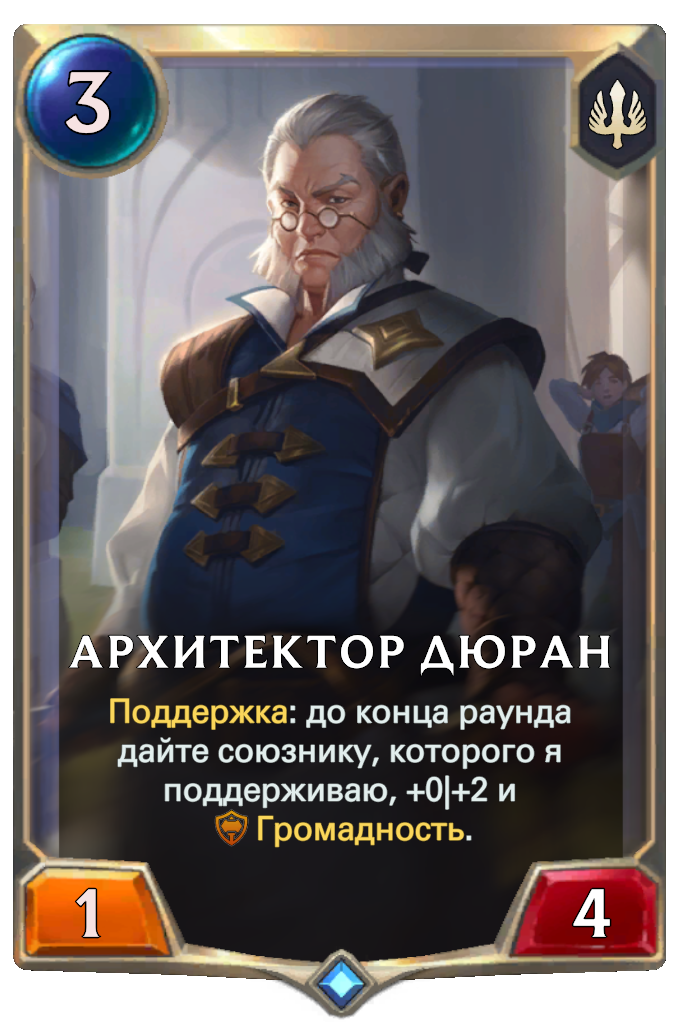 3
АРХИТЕКТОР ДЮРАН
Поддержка: до конца раунда
дайте союзнику, которого я
поддерживаю, +0|+2 и
Громадность.
1
4